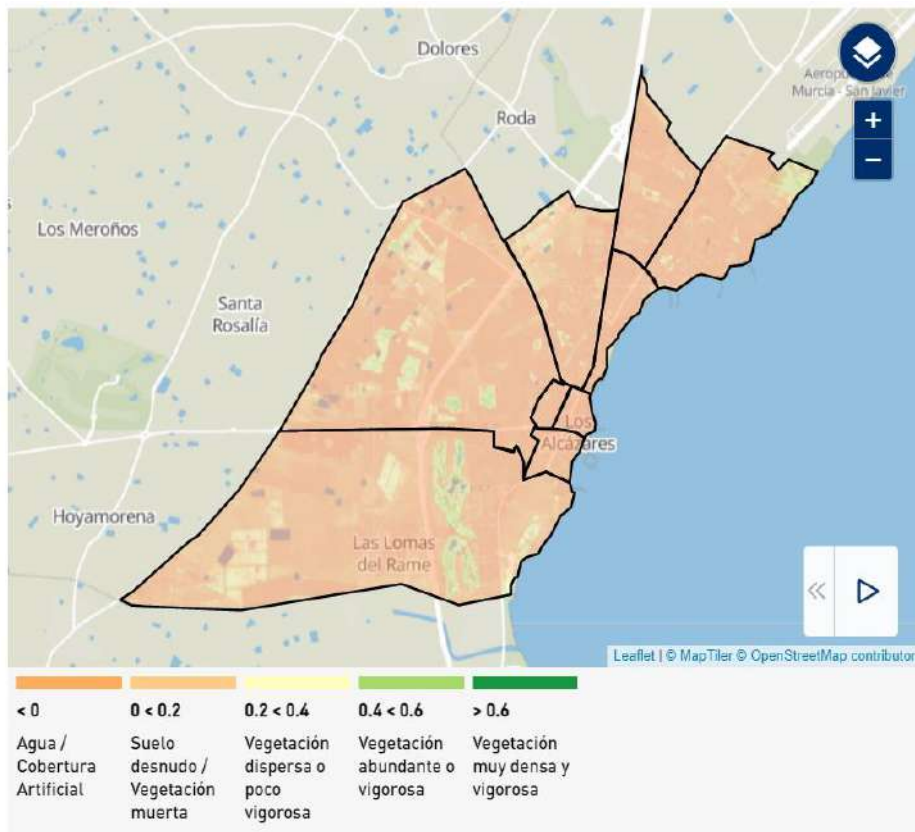 Dolores
Roda
Aeropuerto de
Murcia - San Javier
+
−
Los Meroños
Santa
Rosalía
Los
Alcázares
Hoyamorena
Las Lomas
del Rame
Leaflet | © MapTiler © OpenStreetMap contributor
< 0
Agua /
Cobertura
Artificial
0 < 0.2
Suelo
desnudo /
Vegetación
muerta
0.2 < 0.4
Vegetación
dispersa o
poco
vigorosa
0.4 < 0.6
Vegetación
abundante o
vigorosa
> 0.6
Vegetación
muy densa y
vigorosa